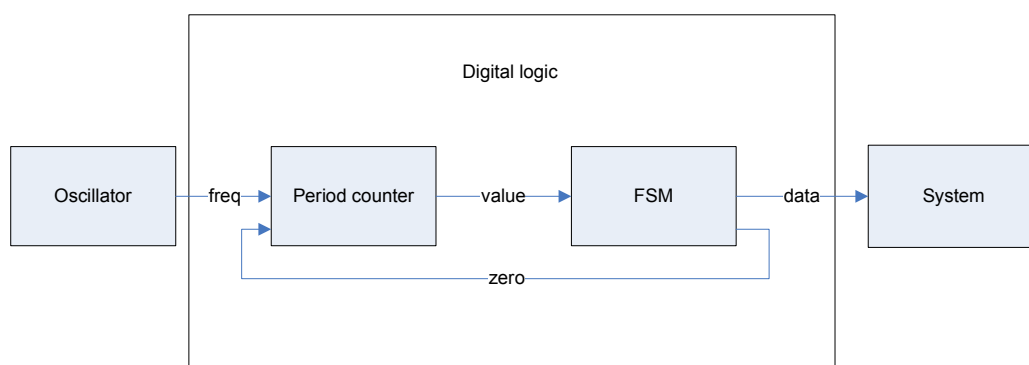 Digital logic
Oscillator
freq
Period counter
value
FSM
data
System
zero